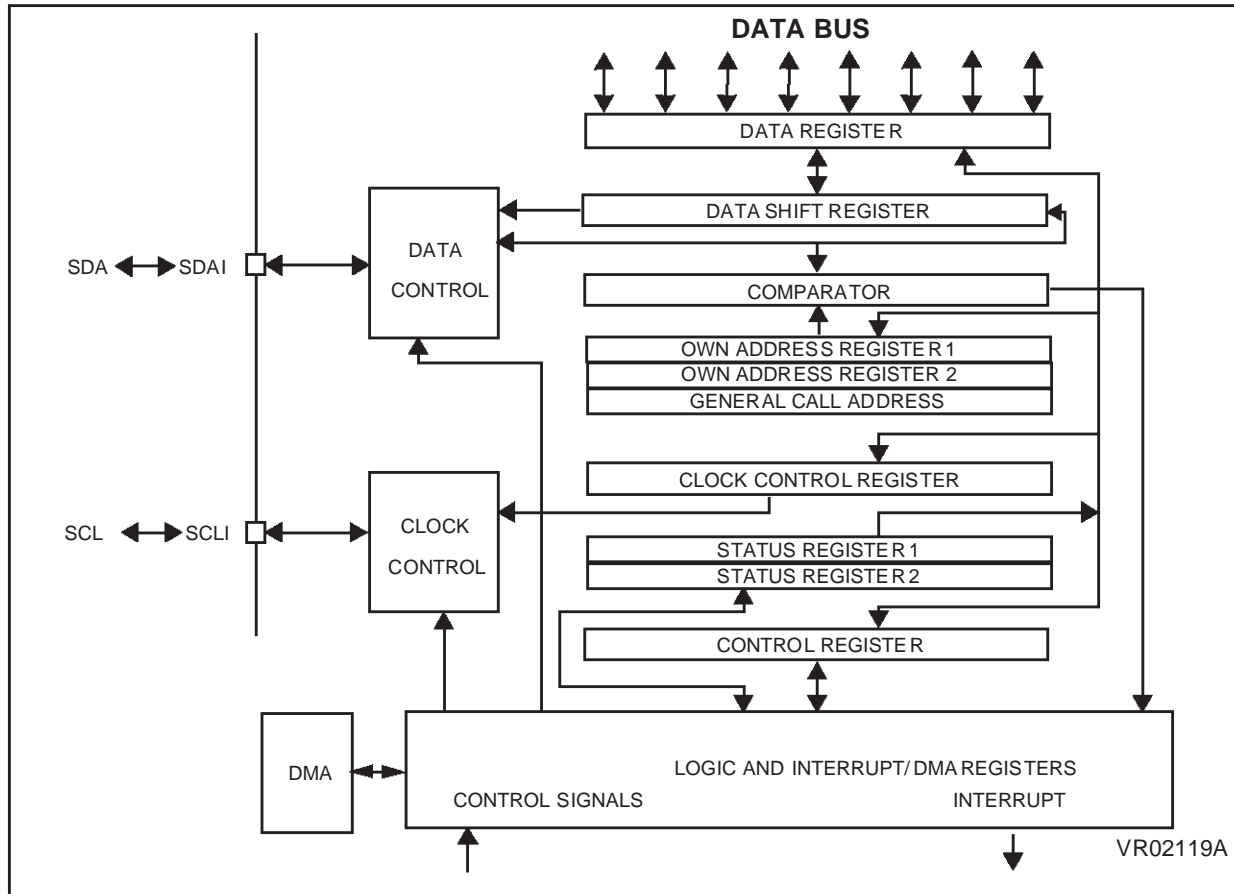 DATA BUS
DATA REGISTER
DATA SHIFT REGISTER
DATA
CONTROL
SDA
SDAI
COMPARATOR
OWN ADDRESS REGISTER 1
OWN ADDRESS REGISTER 2
GENERAL CALL ADDRESS
CLOCK CONTROL REGISTER
CLOCK
CONTROL
SCL
SCLI
STATUS REGISTER 1
STATUS REGISTER 2
CONTROL REGISTER
DMA
LOGIC AND INTERRUPT/DMA REGISTERS
CONTROL SIGNALS
INTERRUPT
VR02119A